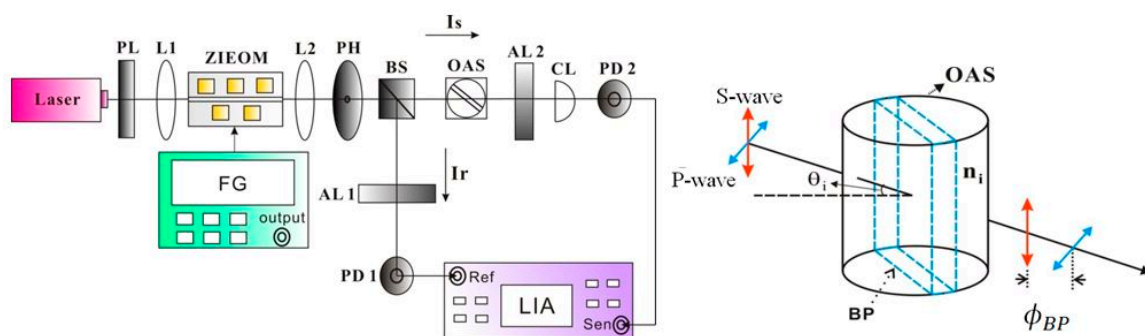 Is
PL L1 ZIEOM L2 PH BS OAS AL 2 CL PD 2
Laser
FG
output
Ir
AL 1
PD 1
Ref
LIA
Sen
OAS
S-wave
P-wave
θi
ni
BP
ϕBP